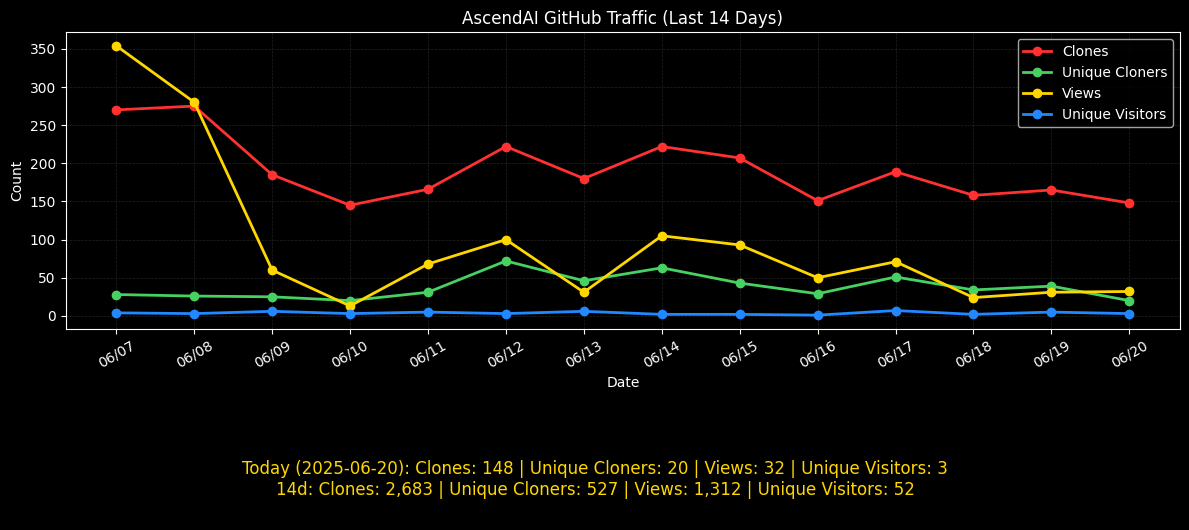 AscendAI GitHub Traffic (Last 14 Days)
Count
350
300
250
200
150
100
50
0
Clones
Unique Cloners
Views
Unique Visitors
06/07
06/08
06/09
06/10
06/11
06/12
06/13
06/14
06/15
06/16
06/17
06/18
06/19
06/20
Date
Today (2025-06-20): Clones: 148 | Unique Cloners: 20 | Views: 32 | Unique Visitors: 3
14d: Clones: 2,683 | Unique Cloners: 527 | Views: 1,312 | Unique Visitors: 52